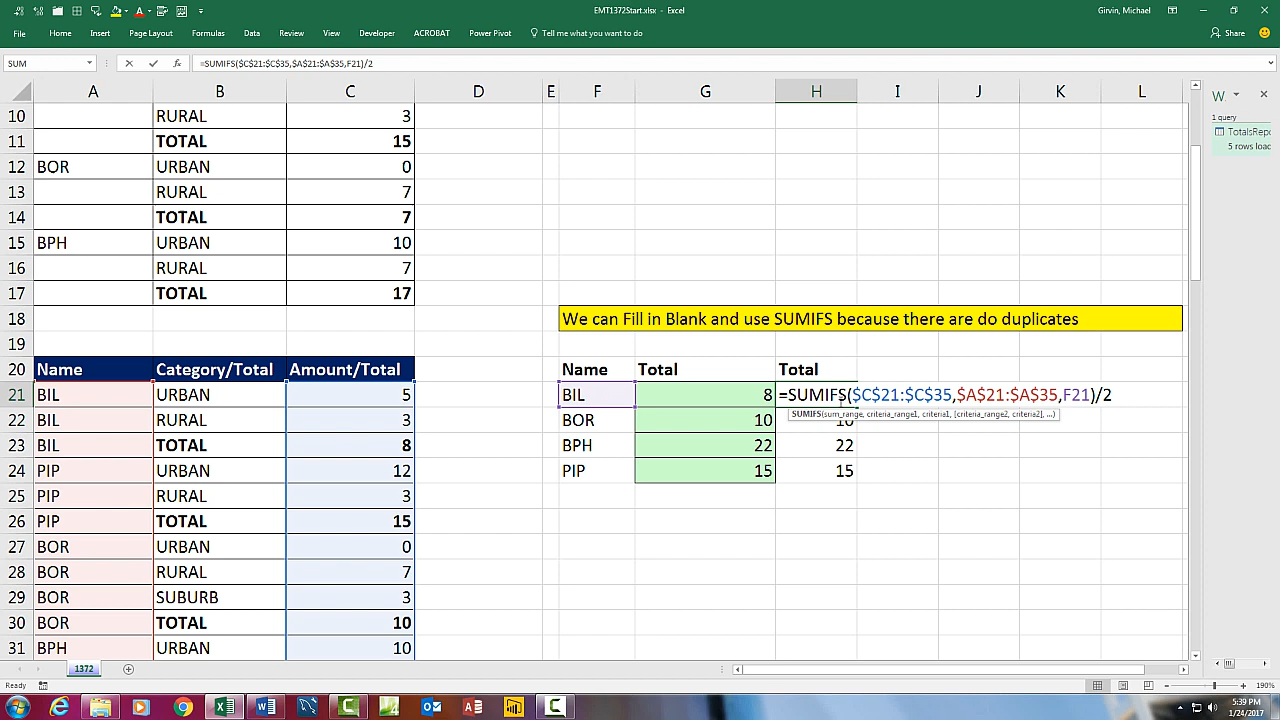 EMT1372Start.xlsx - Excel
Girvin, Michael
File Home Insert Page Layout Formulas Data Review View Developer ACROBAT Power Pivot Tell me what you want to do Share
SUM =SUMIFS($C$21:$C$35,$A$21:$A$35,F21)/2
A B C D E F G H I J K L
10 RURAL 3
11 TOTAL 15
12 BOR URBAN 0
13 RURAL 7
14 TOTAL 7
15 BPH URBAN 10
16 RURAL 7
17 TOTAL 17
18 We can Fill in Blank and use SUMIFS because there are do duplicates
19
20 Name Category/Total Amount/Total Name Total Total
21 BIL URBAN 5 BIL 8 =SUMIFS($C$21:$C$35,$A$21:$A$35,F21)/2
SUMIFS(sum_range, criteria_range1, criteria1, [criteria_range2, criteria2], ...)
22 BIL RURAL 3 BOR 10 10
23 BIL TOTAL 8 BPH 22 22
24 PIP URBAN 12 PIP 15 15
25 PIP RURAL 3
26 PIP TOTAL 15
27 BOR URBAN 0
28 BOR RURAL 7
29 BOR SUBURB 3
30 BOR TOTAL 10
31 BPH URBAN 10
W.
1 query
TotalsRepo
5 rows load
1372
Ready
190%
5:39 PM
1/24/2017